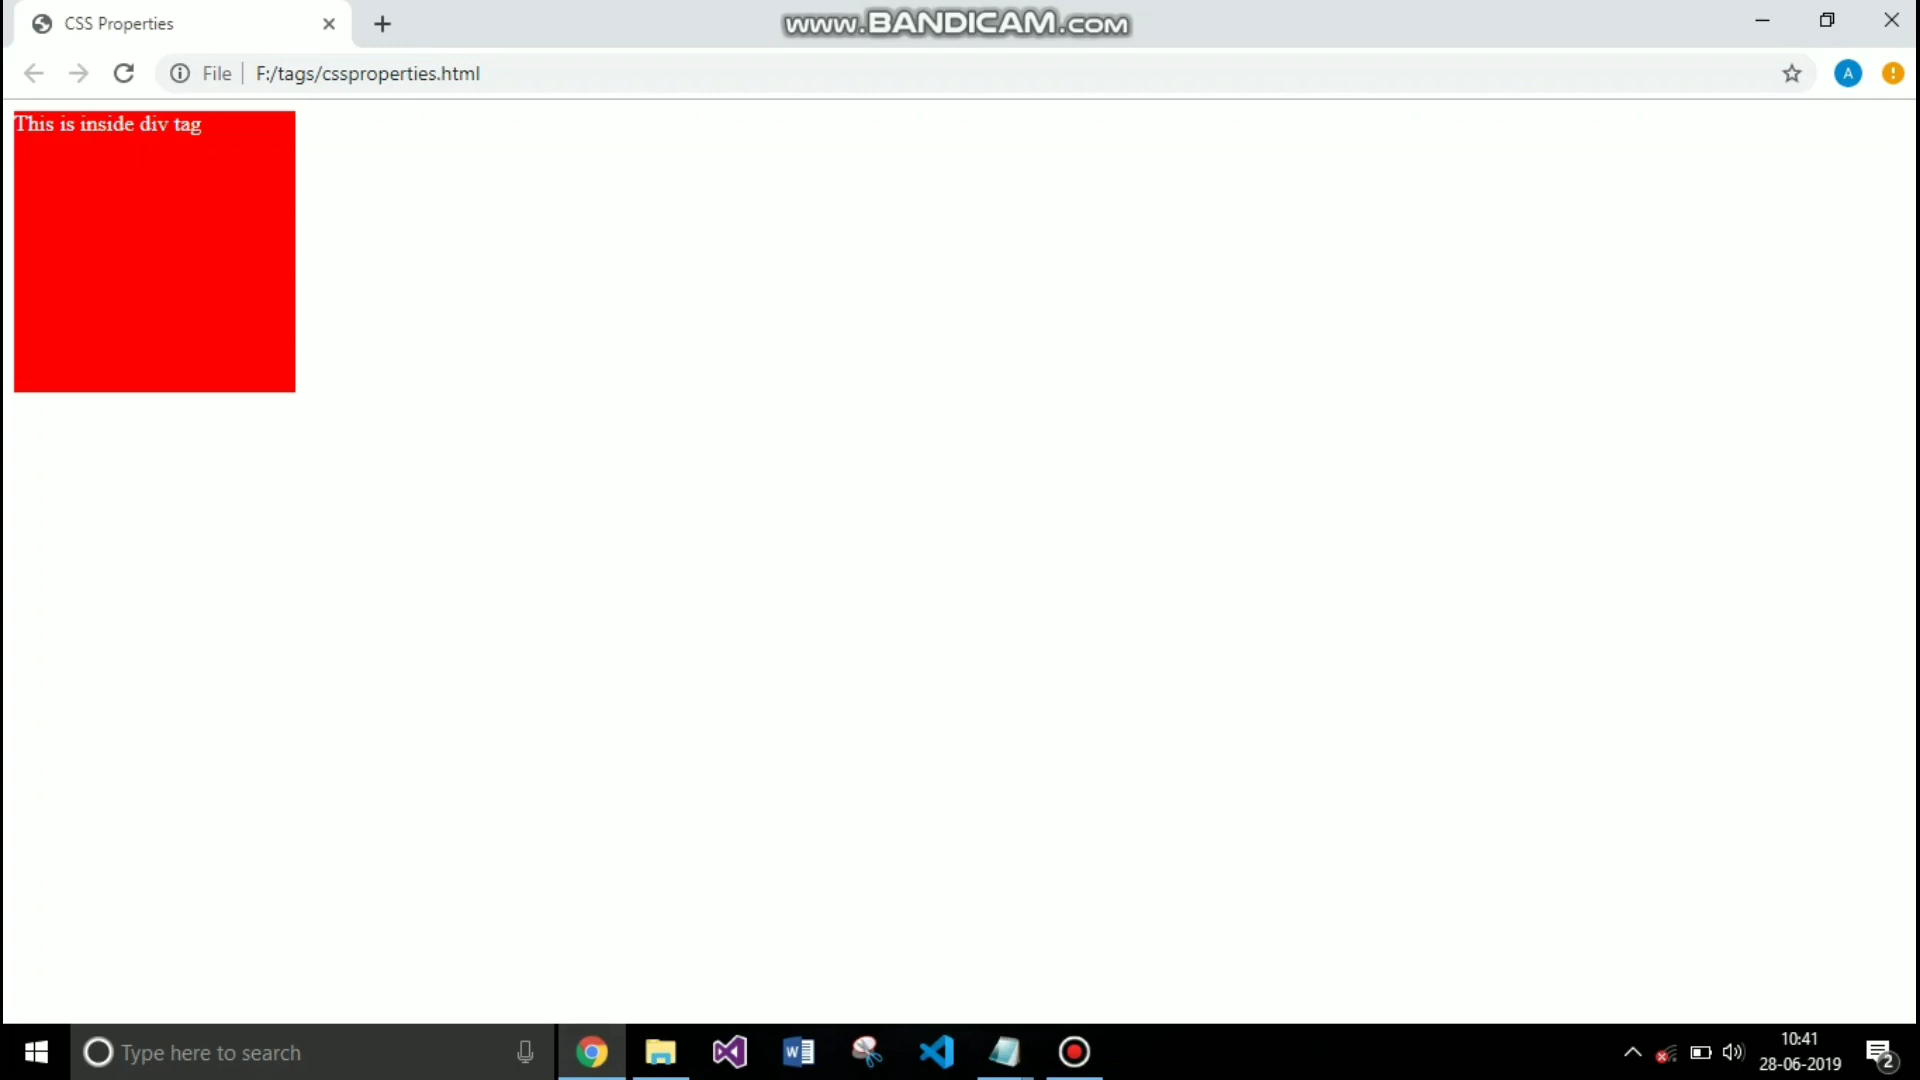 CSS Properties
www.BANDICAM.com
File
F:/tags/cssproperties.html
A
This is inside div tag
Type here to search
10:41
28-06-2019
2